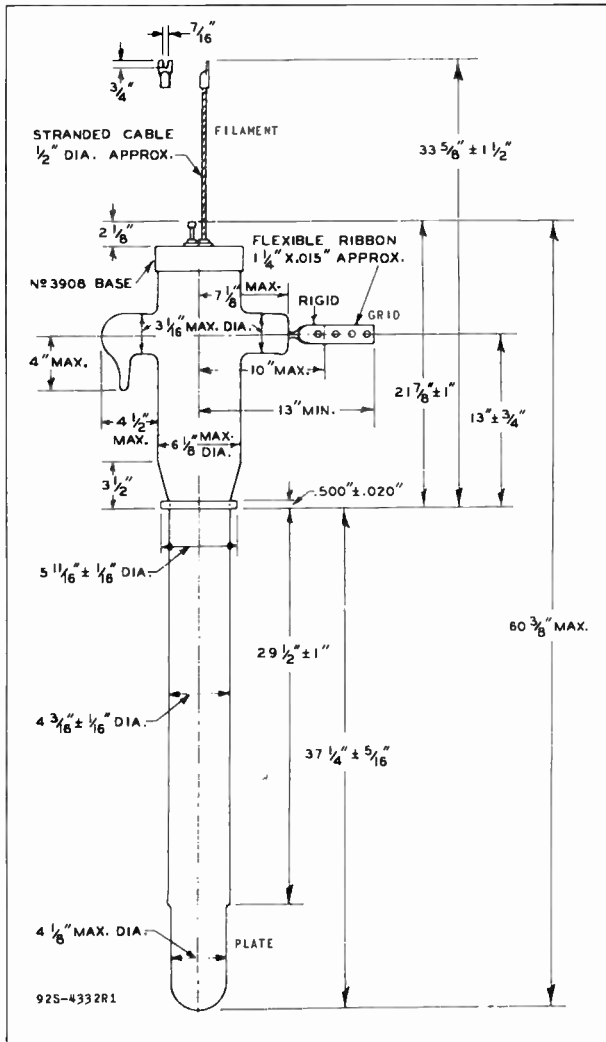 7/16"
3/4"
FILAMENT
STRANDED CABLE
1/2" DIA. APPROX.
33 5/8" ± 1 1/2"
2 1/8"
FLEXIBLE RIBBON
1 1/4" X.015" APPROX.
Nº3908 BASE
7 1/8" MAX.
RIGID
GRID
3 1/16" MAX. DIA.
4" MAX.
10" MAX.
21 7/8" ± 1"
13" MIN.
13" ± 3/4"
4 1/2" MAX.
6 1/8" MAX. DIA.
3 1/2"
.500" ± .020"
5 11/16" ± 1/16" DIA.
60 3/8" MAX.
29 1/2" ± 1"
4 3/16" ± 1/16" DIA.
37 1/4" ± 5/16"
4 1/8" MAX. DIA.
PLATE
92S-4332R1